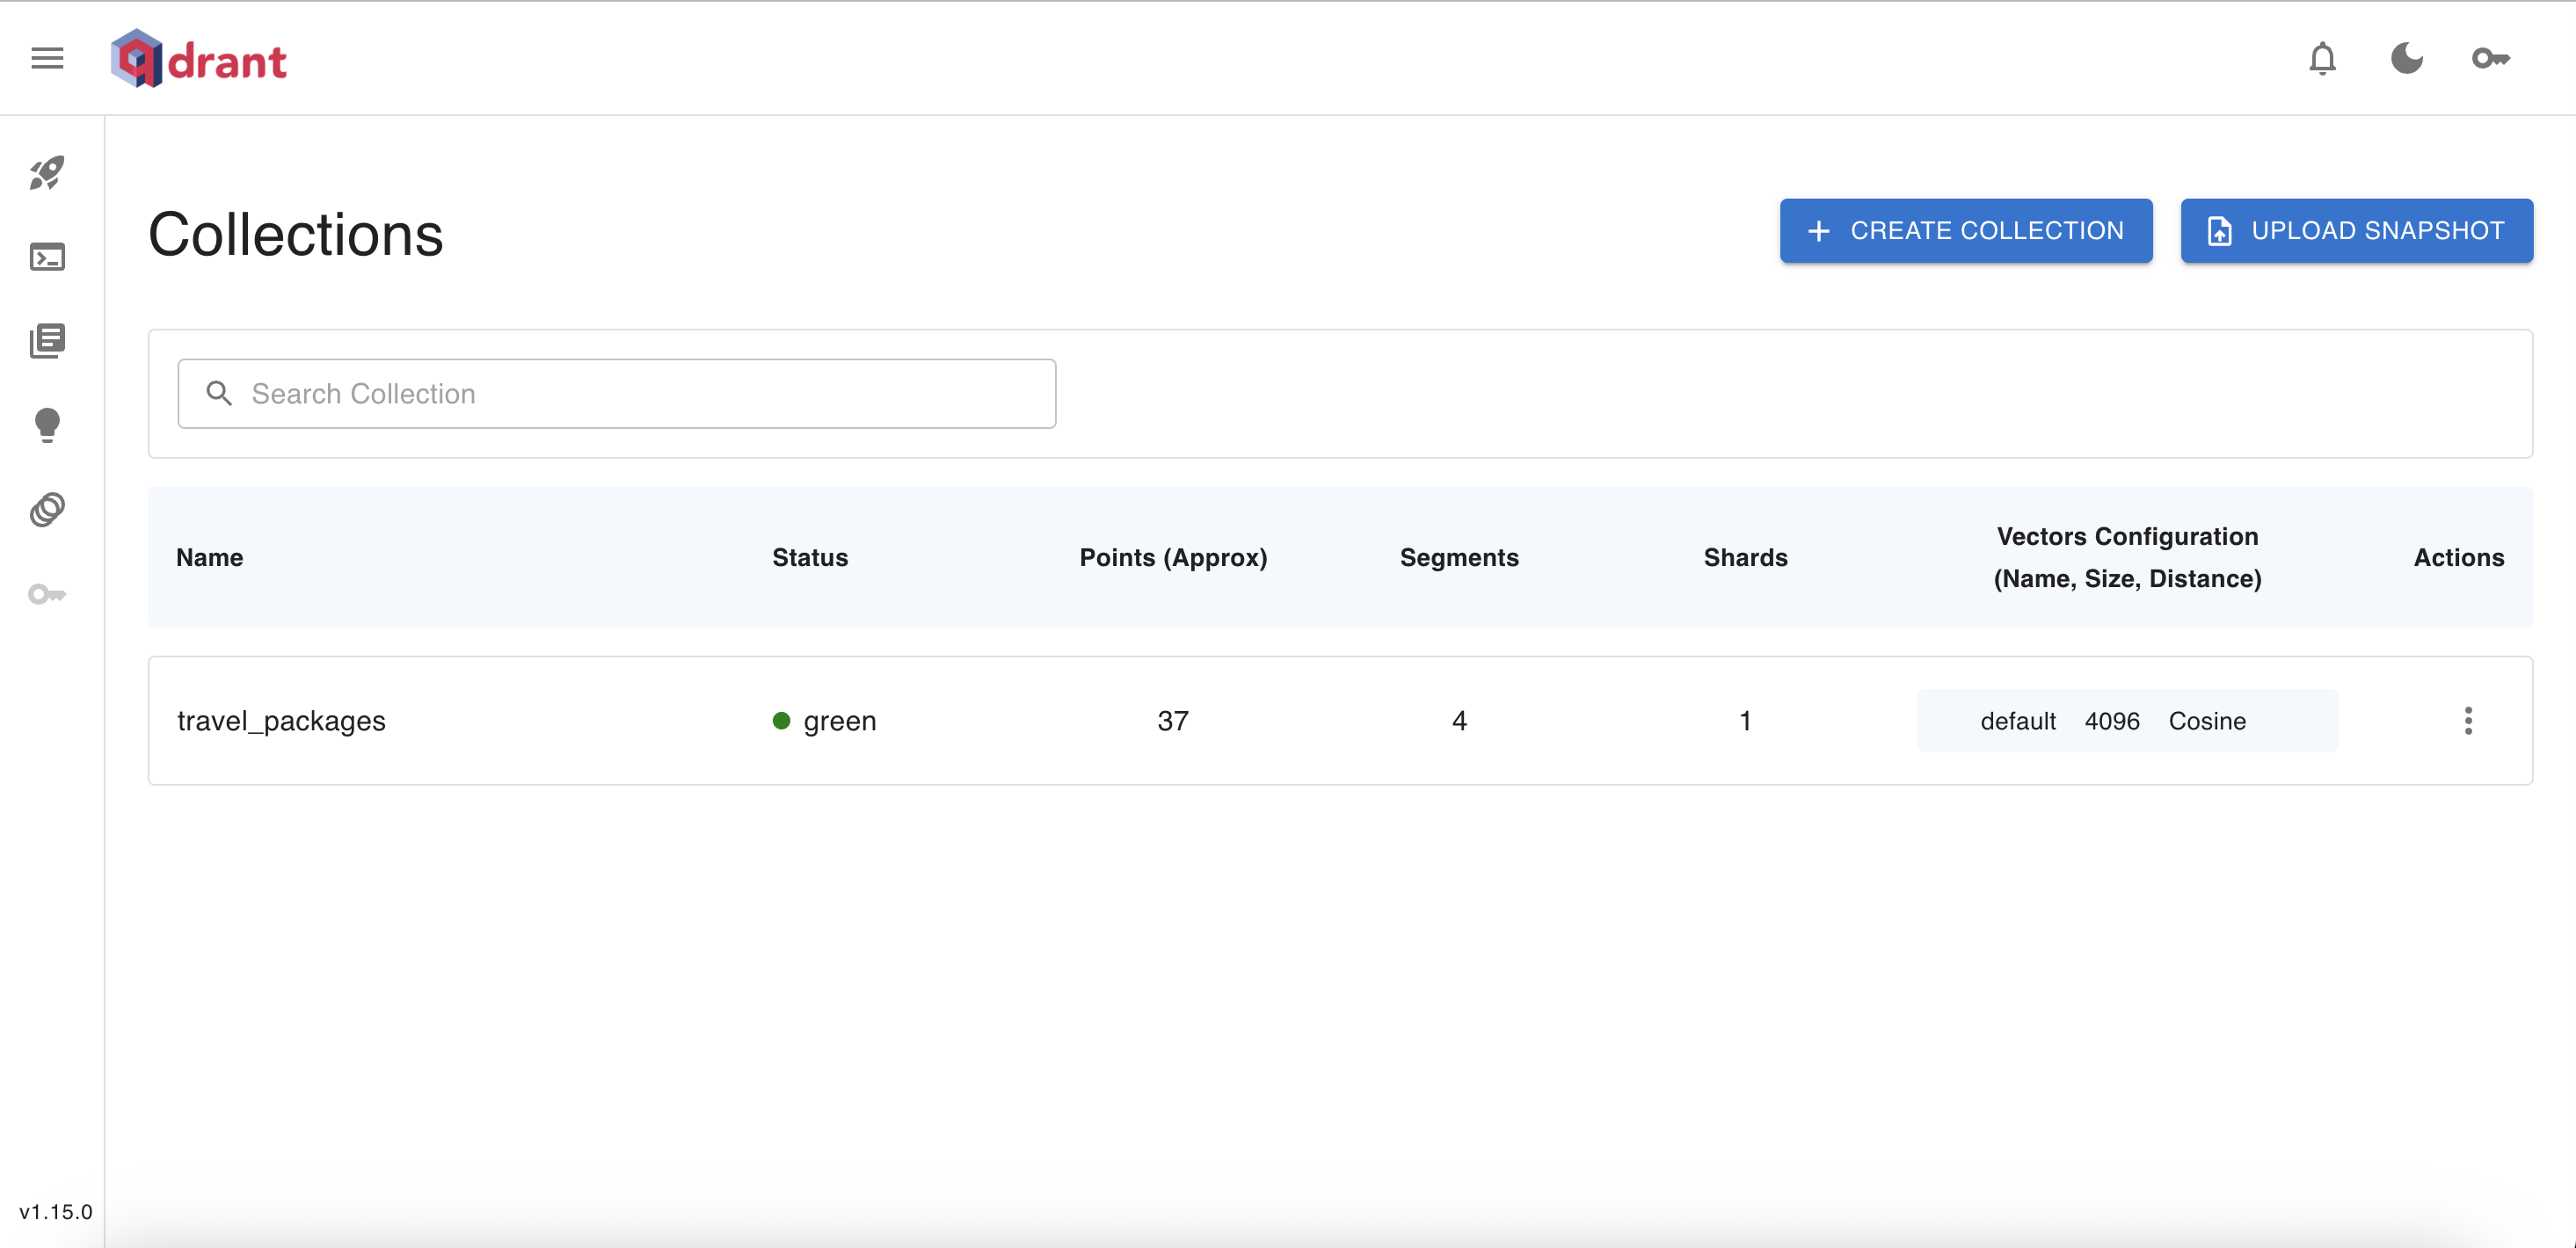 qdrant
Collections
CREATE COLLECTION
UPLOAD SNAPSHOT
Search Collection
Name Status Points (Approx) Segments Shards Vectors Configuration (Name, Size, Distance) Actions
travel_packages green 37 4 1 default 4096 Cosine
v1.15.0